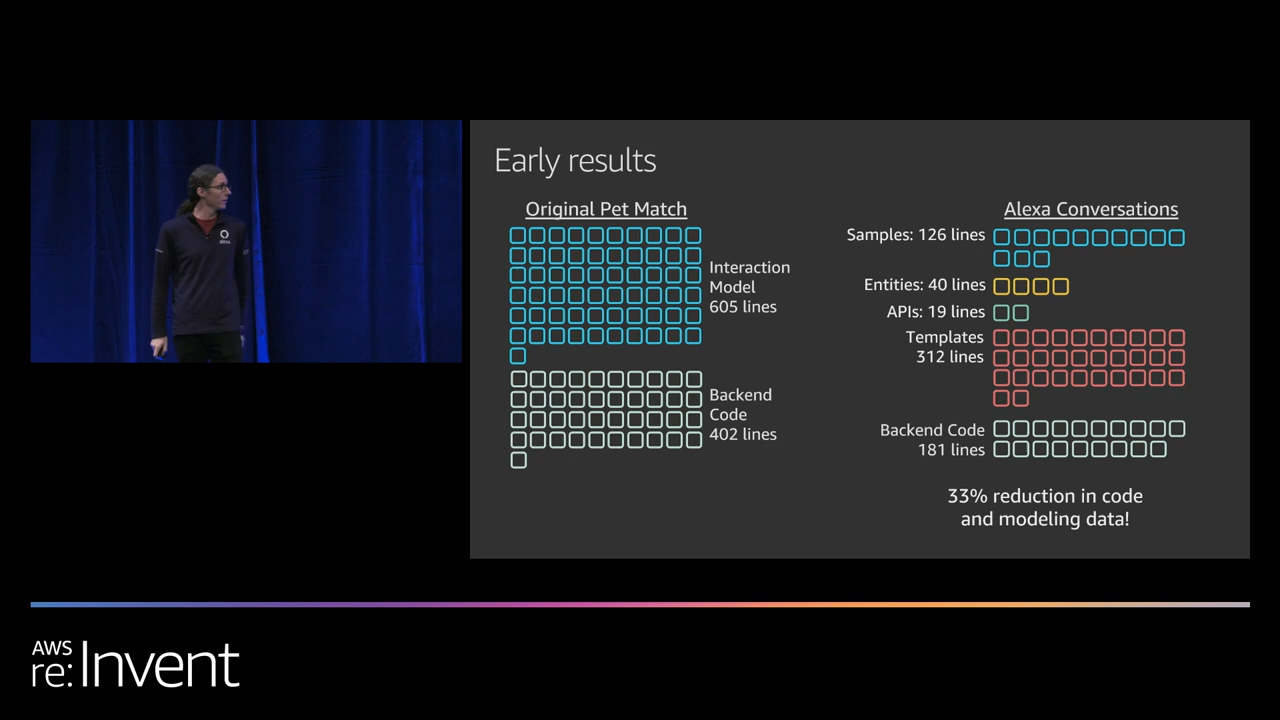 Early results
Original Pet Match
Interaction
Model
605 lines
Backend
Code
402 lines
Alexa Conversations
Samples: 126 lines
Entities: 40 lines
APIs: 19 lines
Templates
312 lines
Backend Code
181 lines
33% reduction in code
and modeling data!
AWS
re:Invent